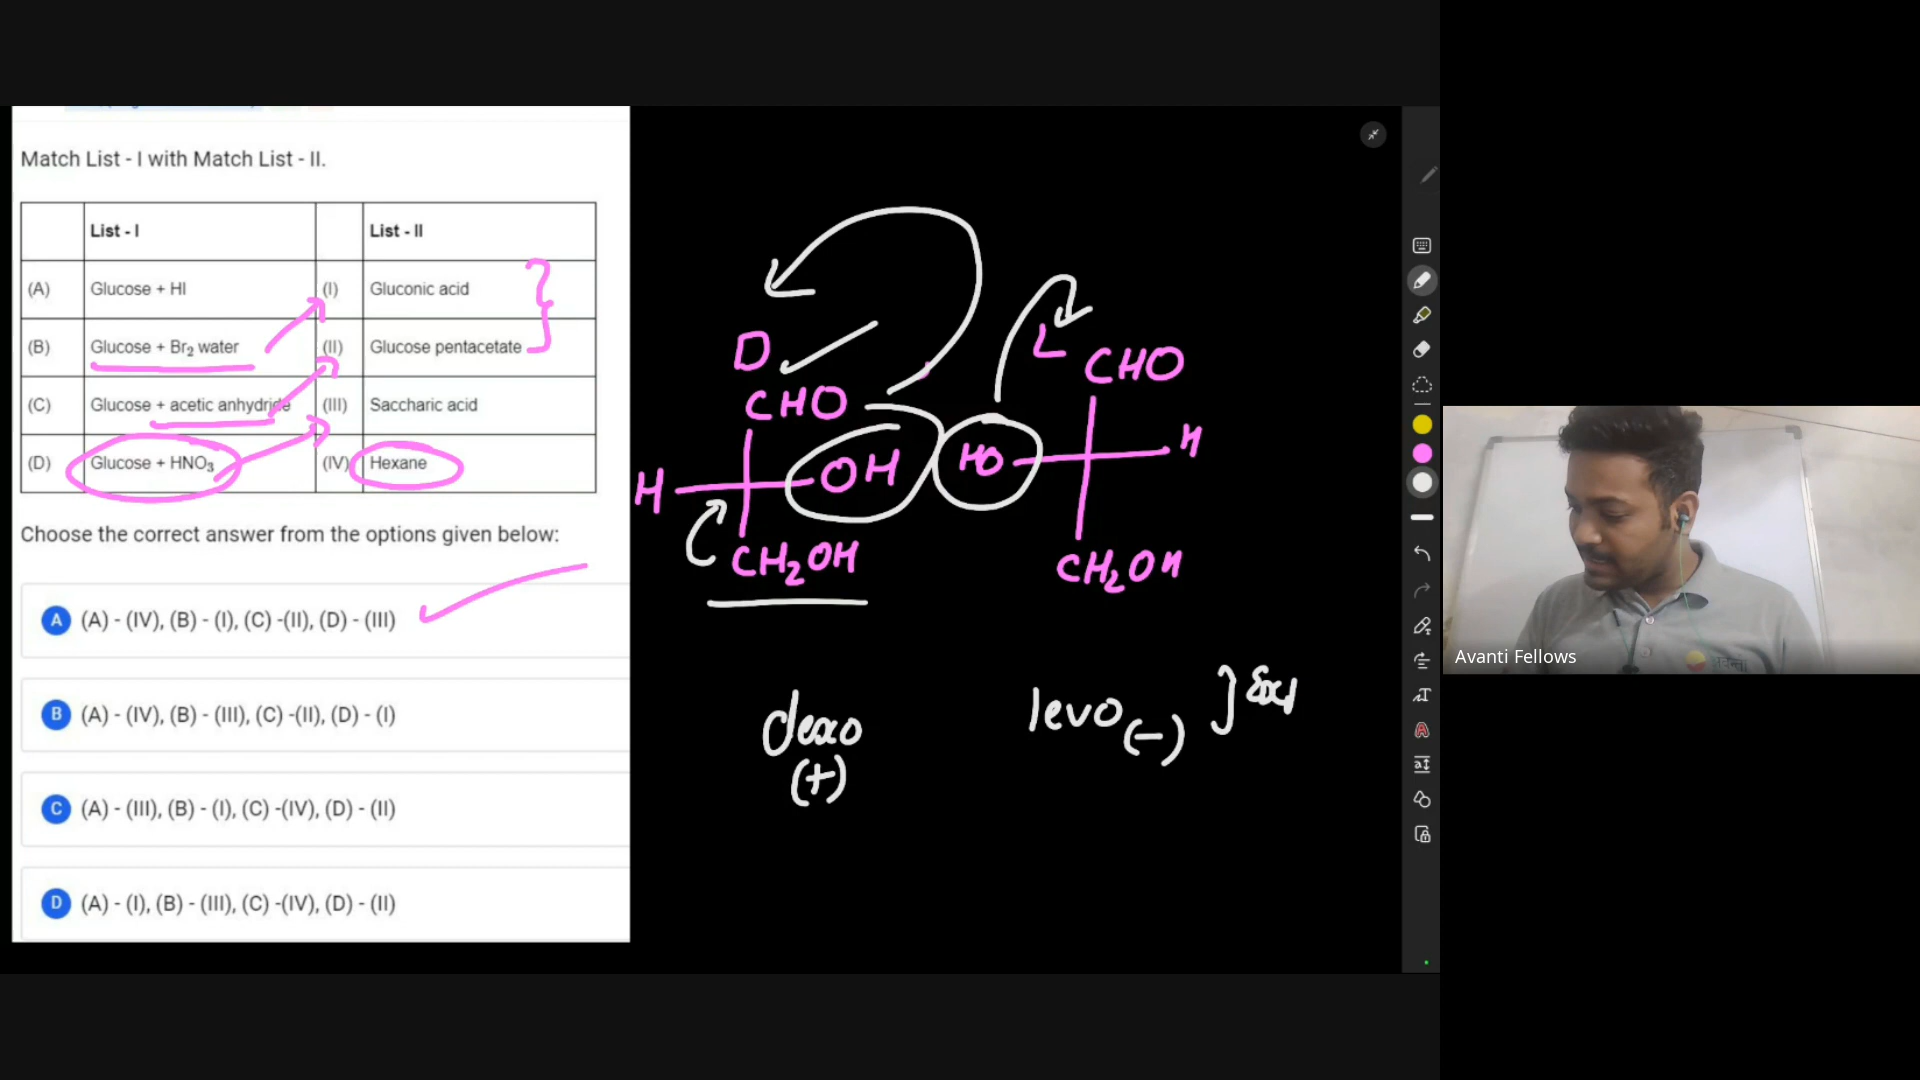 Match List - I with Match List - II.
List - I List - II
(A) Glucose + HI (I) Gluconic acid
(B) Glucose + Br₂ water (II) Glucose pentacetate
(C) Glucose + acetic anhydride (III) Saccharic acid
(D) Glucose + HNO₃ (IV) Hexane
Choose the correct answer from the options given below:
A (A) - (IV), (B) - (I), (C) -(II), (D) - (III)
B (A) - (IV), (B) - (III), (C) -(II), (D) - (I)
C (A) - (III), (B) - (I), (C) -(IV), (D) - (II)
D (A) - (I), (B) - (III), (C) -(IV), (D) - (II)
D
CHO
H OH
CH₂OH
L
CHO
HO H
CH₂OH
dexo
(+)
levo (-)
Avanti Fellows